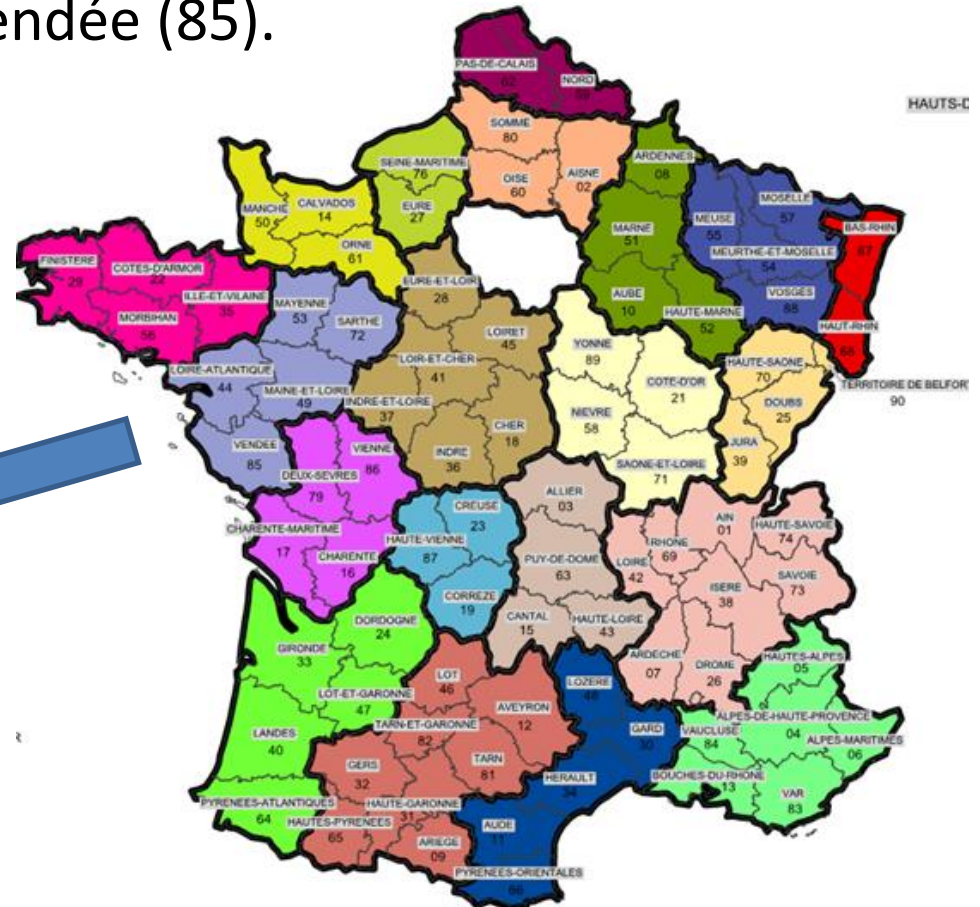 endée (85).
PAS-DE-CALAIS
62
NORD
59
HAUTS-D
SOMME
80
OISE
60
AISNE
02
ARDENNES
08
SEINE-MARITIME
76
EURE
27
MANCHE
50
CALVADOS
14
ORNE
61
MARNE
51
AUBE
10
HAUTE-MARNE
52
MEUSE
55
MOSELLE
57
MEURTHE-ET-MOSELLE
54
VOSGES
88
BAS-RHIN
67
HAUT-RHIN
68
TERRITOIRE DE BELFORT
90
FINISTERE
29
COTES-D'ARMOR
22
ILLE-ET-VILAINE
35
MORBIHAN
56
MAYENNE
53
SARTHE
72
LOIRE-ATLANTIQUE
44
MAINE-ET-LOIRE
49
VENDEE
85
EURE-ET-LOIR
28
LOIRET
45
LOIR-ET-CHER
41
INDRE-ET-LOIRE
37
CHER
18
INDRE
36
YONNE
89
COTE-D'OR
21
NIEVRE
58
SAONE-ET-LOIRE
71
HAUTE-SAONE
70
DOUBS
25
JURA
39
VIENNE
86
DEUX-SEVRES
79
CHARENTE-MARITIME
17
CHARENTE
16
CREUSE
23
HAUTE-VIENNE
87
CORREZE
19
ALLIER
03
PUY-DE-DOME
63
CANTAL
15
HAUTE-LOIRE
43
AIN
01
HAUTE-SAVOIE
74
RHONE
69
LOIRE
42
ISERE
38
SAVOIE
73
ARDECHE
07
DROME
26
DORDOGNE
24
GIRONDE
33
LOT-ET-GARONNE
47
LANDES
40
PYRENEES-ATLANTIQUES
64
LOT
46
AVEYRON
12
TARN-ET-GARONNE
82
GERS
32
TARN
81
HAUTE-GARONNE
31
HAUTES-PYRENEES
65
ARIEGE
09
LOZERE
48
GARD
30
HERAULT
34
AUDE
11
PYRENEES-ORIENTALES
66
HAUTES-ALPES
05
ALPES-DE-HAUTE-PROVENCE
04
ALPES-MARITIMES
06
VAUCLUSE
84
BOUCHES-DU-RHONE
13
VAR
83